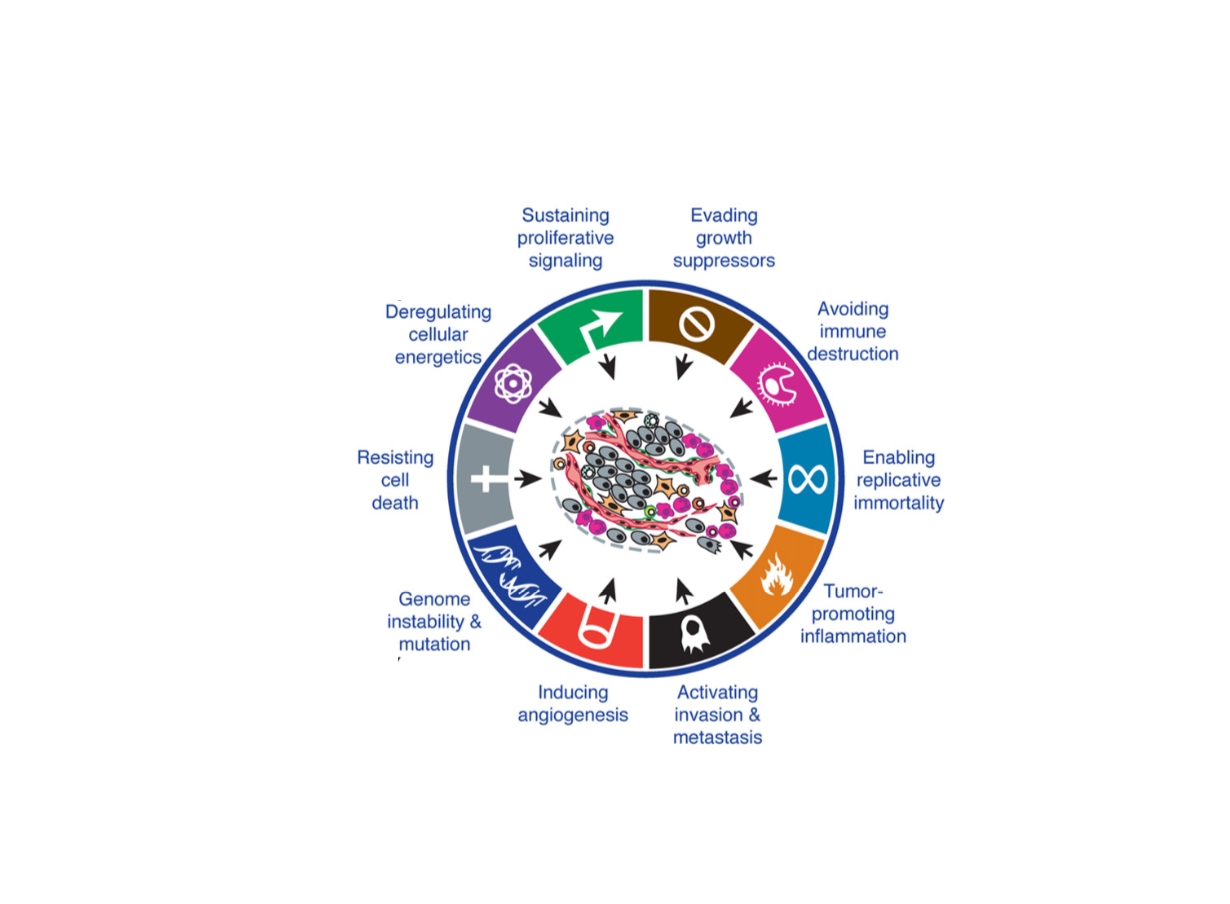 Sustaining
proliferative
signaling
Evading
growth
suppressors
Avoiding
immune
destruction
Enabling
replicative
immortality
Tumor-
promoting
inflammation
Activating
invasion &
metastasis
Inducing
angiogenesis
Genome
instability &
mutation
Resisting
cell
death
Deregulating
cellular
energetics